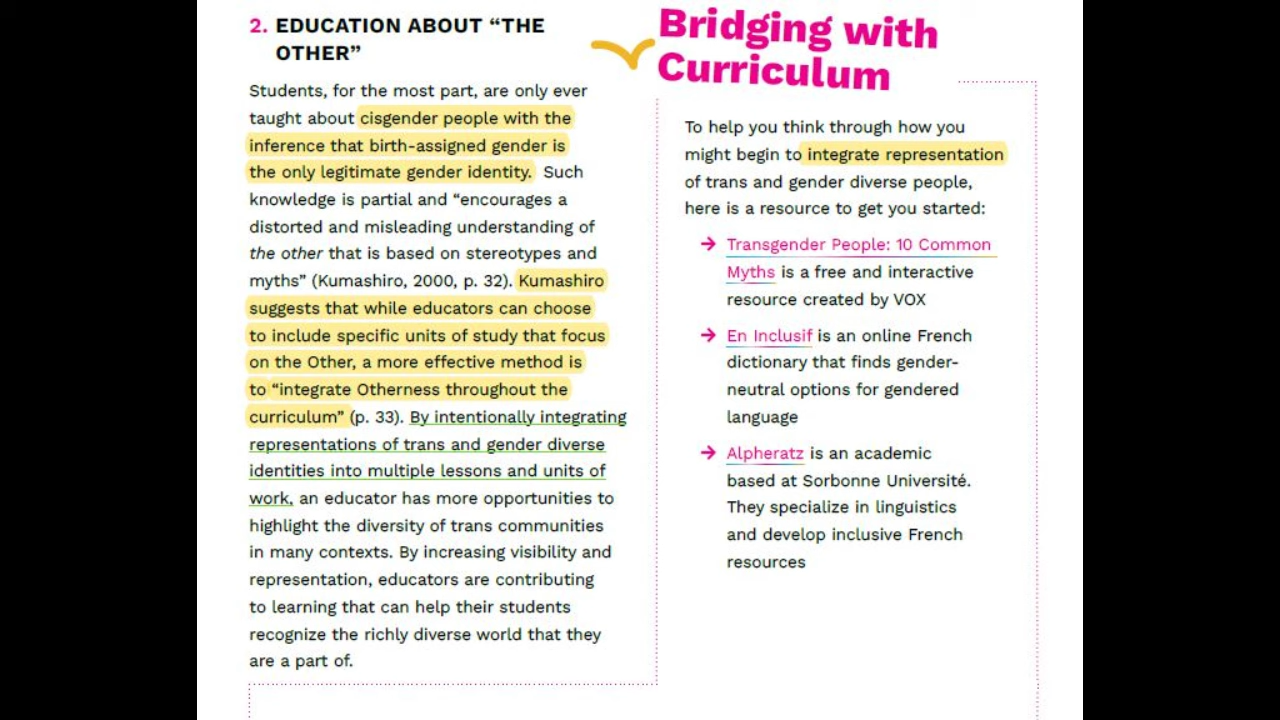 2. EDUCATION ABOUT “THE
OTHER”
Students, for the most part, are only ever
taught about cisgender people with the
inference that birth-assigned gender is
the only legitimate gender identity. Such
knowledge is partial and “encourages a
distorted and misleading understanding of
the other that is based on stereotypes and
myths” (Kumashiro, 2000, p. 32). Kumashiro
suggests that while educators can choose
to include specific units of study that focus
on the Other, a more effective method is
to “integrate Otherness throughout the
curriculum” (p. 33). By intentionally integrating
representations of trans and gender diverse
identities into multiple lessons and units of
work, an educator has more opportunities to
highlight the diversity of trans communities
in many contexts. By increasing visibility and
representation, educators are contributing
to learning that can help their students
recognize the richly diverse world that they
are a part of.
Bridging with
Curriculum
To help you think through how you
might begin to integrate representation
of trans and gender diverse people,
here is a resource to get you started:
→ Transgender People: 10 Common
Myths is a free and interactive
resource created by VOX
→ En Inclusif is an online French
dictionary that finds gender-
neutral options for gendered
language
→ Alpheratz is an academic
based at Sorbonne Université.
They specialize in linguistics
and develop inclusive French
resources